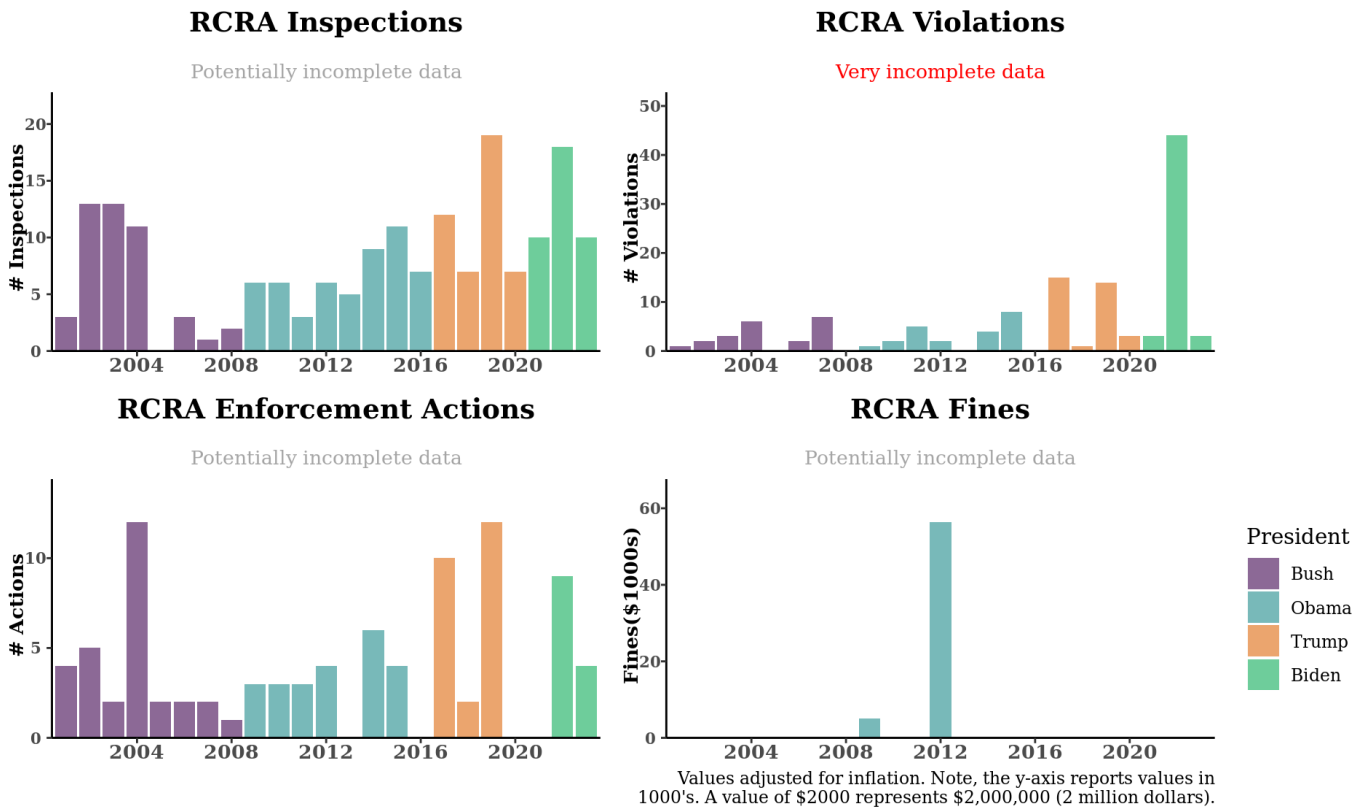 RCRA Inspections
Potentially incomplete data
# Inspections
20
15
10
5
0
2004 2008 2012 2016 2020
RCRA Violations
Very incomplete data
# Violations
50
40
30
20
10
0
2004 2008 2012 2016 2020
RCRA Enforcement Actions
Potentially incomplete data
# Actions
10
5
0
2004 2008 2012 2016 2020
RCRA Fines
Potentially incomplete data
Fines($1000s)
60
40
20
0
2004 2008 2012 2016 2020
President
Bush
Obama
Trump
Biden
Values adjusted for inflation. Note, the y-axis reports values in
1000's. A value of $2000 represents $2,000,000 (2 million dollars).